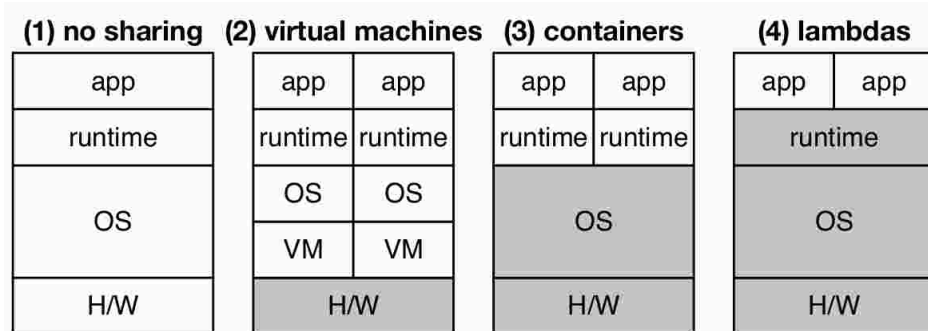 (1) no sharing
app
runtime
OS
H/W
(2) virtual machines
app app
runtime runtime
OS OS
VM VM
H/W
(3) containers
app app
runtime runtime
OS
H/W
(4) lambdas
app app
runtime
OS
H/W